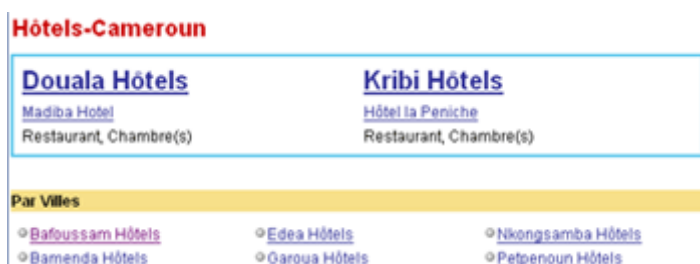 Hôtels-Cameroun
Douala Hôtels
Madiba Hotel
Restaurant, Chambre(s)
Kribi Hôtels
Hôtel la Peniche
Restaurant, Chambre(s)
Par Villes
Bafoussam Hôtels
Edea Hôtels
Nkongsamba Hôtels
Bamenda Hôtels
Garoua Hôtels
Petpenoun Hôtels